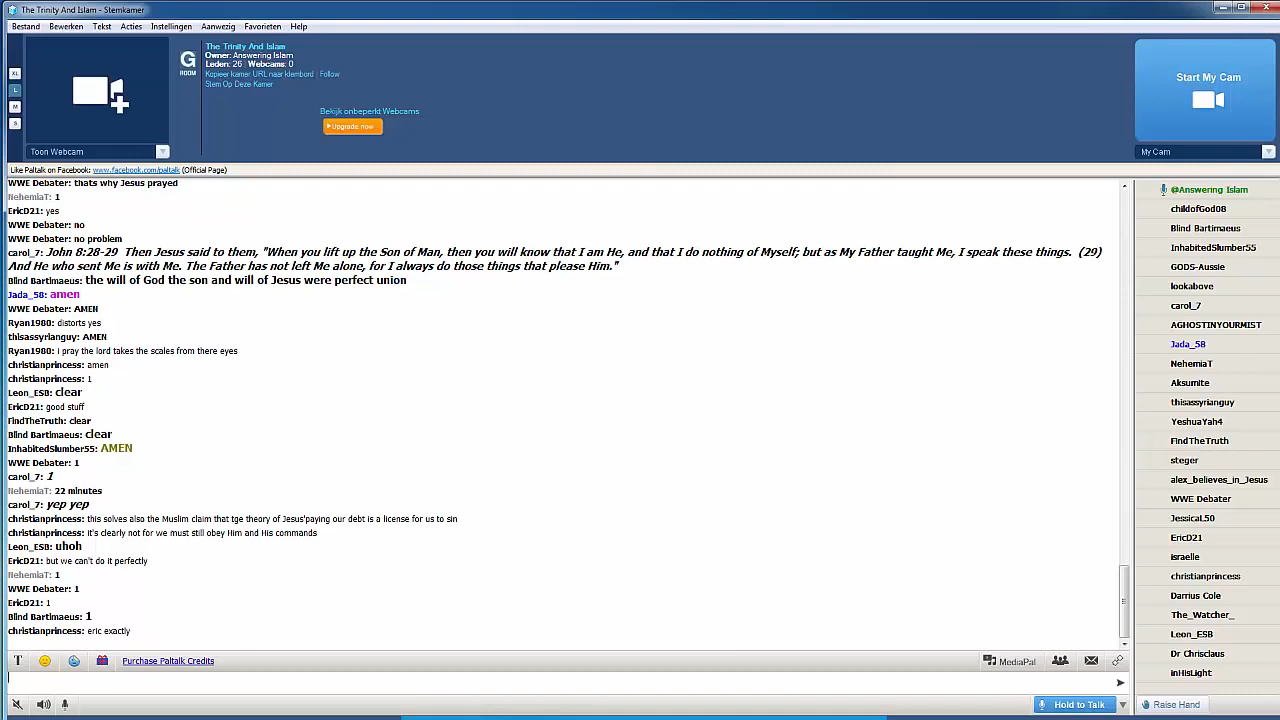 The Trinity And Islam - Stemkamer
Bestand Bewerken Tekst Acties Instellingen Aanwezig Favorieten Help
XL
L
M
S
Toon Webcam
G
ROOM
The Trinity And Islam
Owner: Answering Islam
Leden: 26 Webcams: 0
Kopieer kamer URL naar klembord | Follow
Stem Op Deze Kamer
Bekijk onbeperkt Webcams
Upgrade now
Start My Cam
My Cam
Like Paltalk on Facebook: www.facebook.com/paltalk (Official Page)
WWE Debater: thats why Jesus prayed
NehemiaT: 1
EricD21: yes
WWE Debater: no
WWE Debater: no problem
carol_7: John 8:28-29 Then Jesus said to them, "When you lift up the Son of Man, then you will know that I am He, and that I do nothing of Myself; but as My Father taught Me, I speak these things. (29)
And He who sent Me is with Me. The Father has not left Me alone, for I always do those things that please Him."
Blind Bartimaeus: the will of God the son and will of Jesus were perfect union
Jada_58: amen
WWE Debater: AMEN
Ryan1980: distorts yes
thisassyrianguy: AMEN
Ryan1980: I pray the lord takes the scales from there eyes
christianprincess: amen
christianprincess: 1
Leon_ESB: clear
EricD21: good stuff
FindTheTruth: clear
Blind Bartimaeus: clear
InhabitedSlumber55: AMEN
WWE Debater: 1
carol_7: 1
NehemiaT: 22 minutes
carol_7: yep yep
christianprincess: this solves also the Muslim claim that tge theory of Jesus'paying our debt is a license for us to sin
christianprincess: it's clearly not for we must still obey Him and His commands
Leon_ESB: uhoh
EricD21: but we can't do it perfectly
NehemiaT: 1
WWE Debater: 1
EricD21: 1
Blind Bartimaeus: 1
christianprincess: eric exactly
@Answering Islam
childofGod08
Blind Bartimaeus
InhabitedSlumber55
GODS-Aussie
lookabove
carol_7
AGHOSTINYOURMIST
Jada_58
NehemiaT
Aksumite
thisassyrianguy
YeshuaYah4
FindTheTruth
steger
alex_believes_in_Jesus
WWE Debater
JessicaL50
EricD21
israelle
christianprincess
Darrius Cole
The_Watcher_
Leon_ESB
Dr Chrisclaus
inHisLight
T Purchase Paltalk Credits
MediaPal
Hold to Talk
Raise Hand